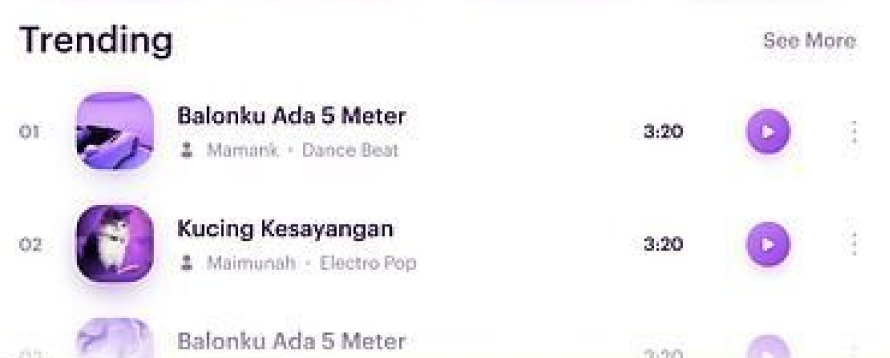 Trending
See More
01
Balonku Ada 5 Meter
Mamank • Dance Beat
3:20
02
Kucing Kesayangan
Maimunah • Electro Pop
3:20
Balonku Ada 5 Meter
3:20